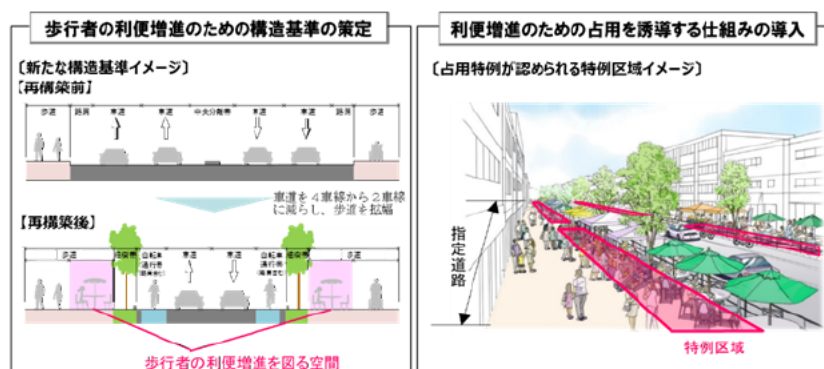 歩行者の利便増進のための構造基準の策定
〔新たな構造基準イメージ〕
【再構築前】
歩道 路肩 車道 車道 中央分離帯 車道 車道 路肩 歩道
車道を4車線から2車線
に減らし、歩道を拡幅
【再構築後】
歩道 植樹帯 自転車 車道 車道 自転車 植樹帯 歩道
通行帯 通行帯
歩行者の利便増進を図る空間
利便増進のための占用を誘導する仕組みの導入
〔占用特例が認められる特例区域イメージ〕
指定道路
特例区域